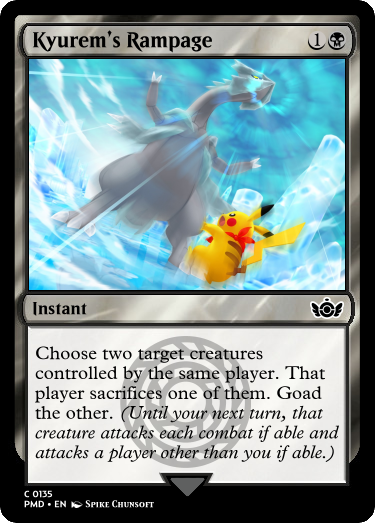 Kyurem's Rampage 1
Instant
Choose two target creatures
controlled by the same player. That
player sacrifices one of them. Goad
the other. (Until your next turn, that
creature attacks each combat if able and
attacks a player other than you if able.)
C 0135
PMD • EN Spike Chunsoft